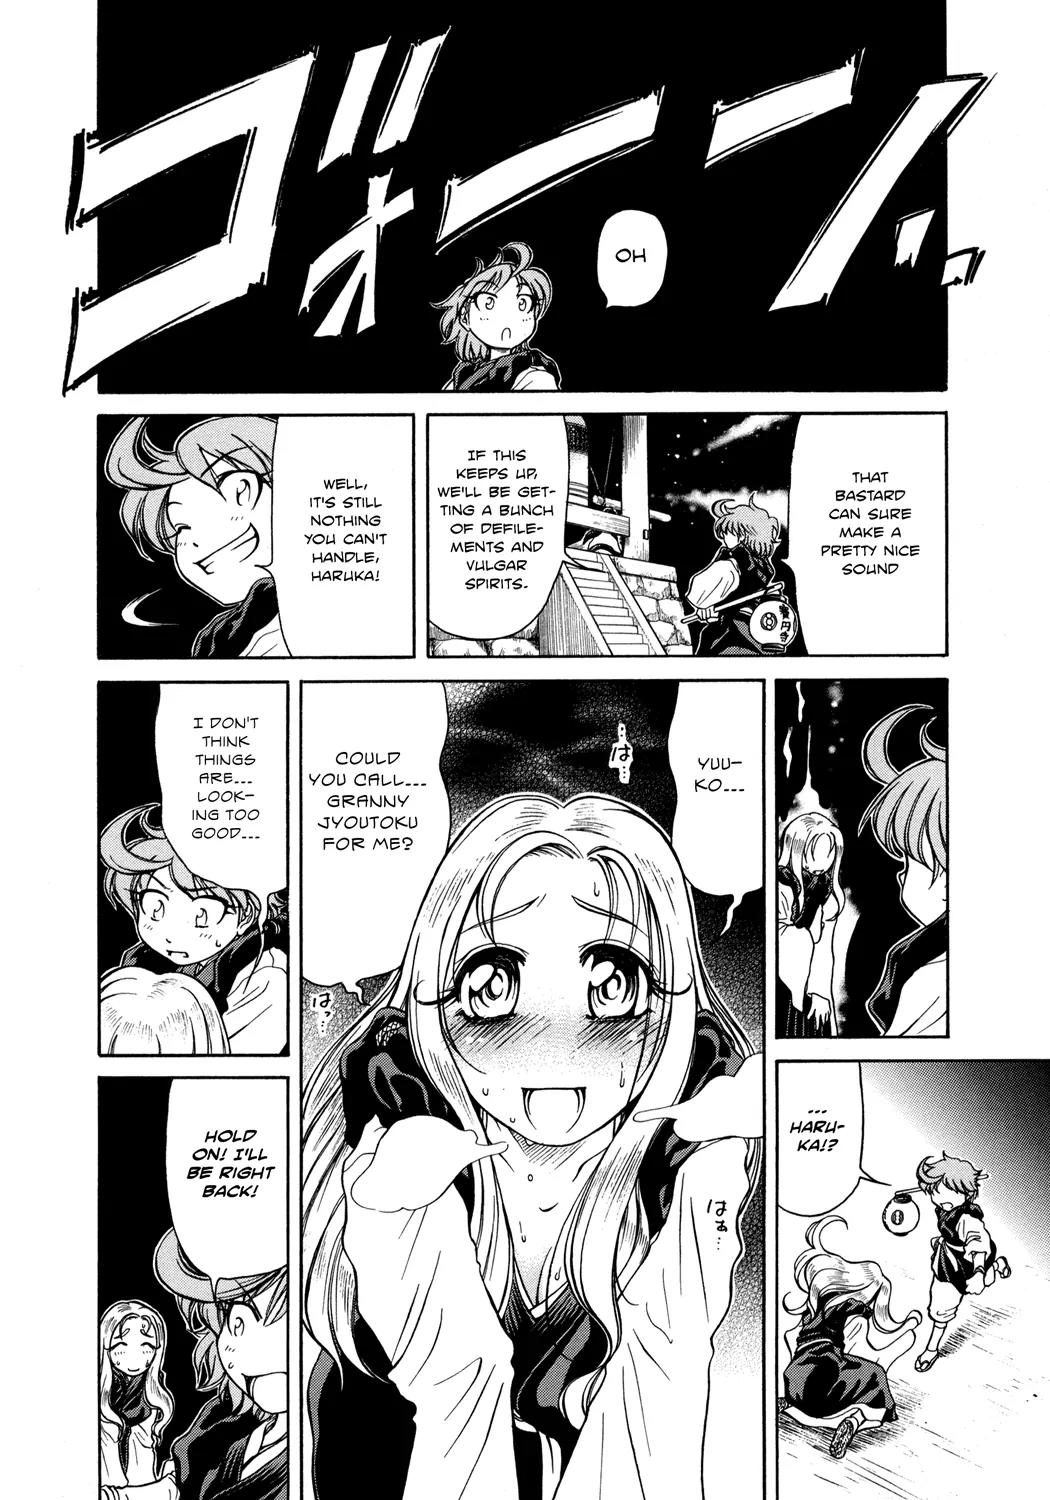 ゴォーン
OH
THAT
BASTARD
CAN SURE
MAKE A
PRETTY NICE
SOUND
IF THIS
KEEPS UP,
WE'LL BE GET-
TING A BUNCH
OF DEFILE-
MENTS AND
VULGAR
SPIRITS.
WELL,
IT'S STILL
NOTHING
YOU CAN'T
HANDLE,
HARUKA!
...
HARU-
KA!?
YUU-
KO...
…は…
COULD
YOU CALL...
GRANNY
JYOUTOKU
FOR ME?
はっ…
はぁ…
I DON'T
THINK
THINGS
ARE...
LOOK-
ING TOO
GOOD...
HOLD
ON! I'LL
BE RIGHT
BACK!